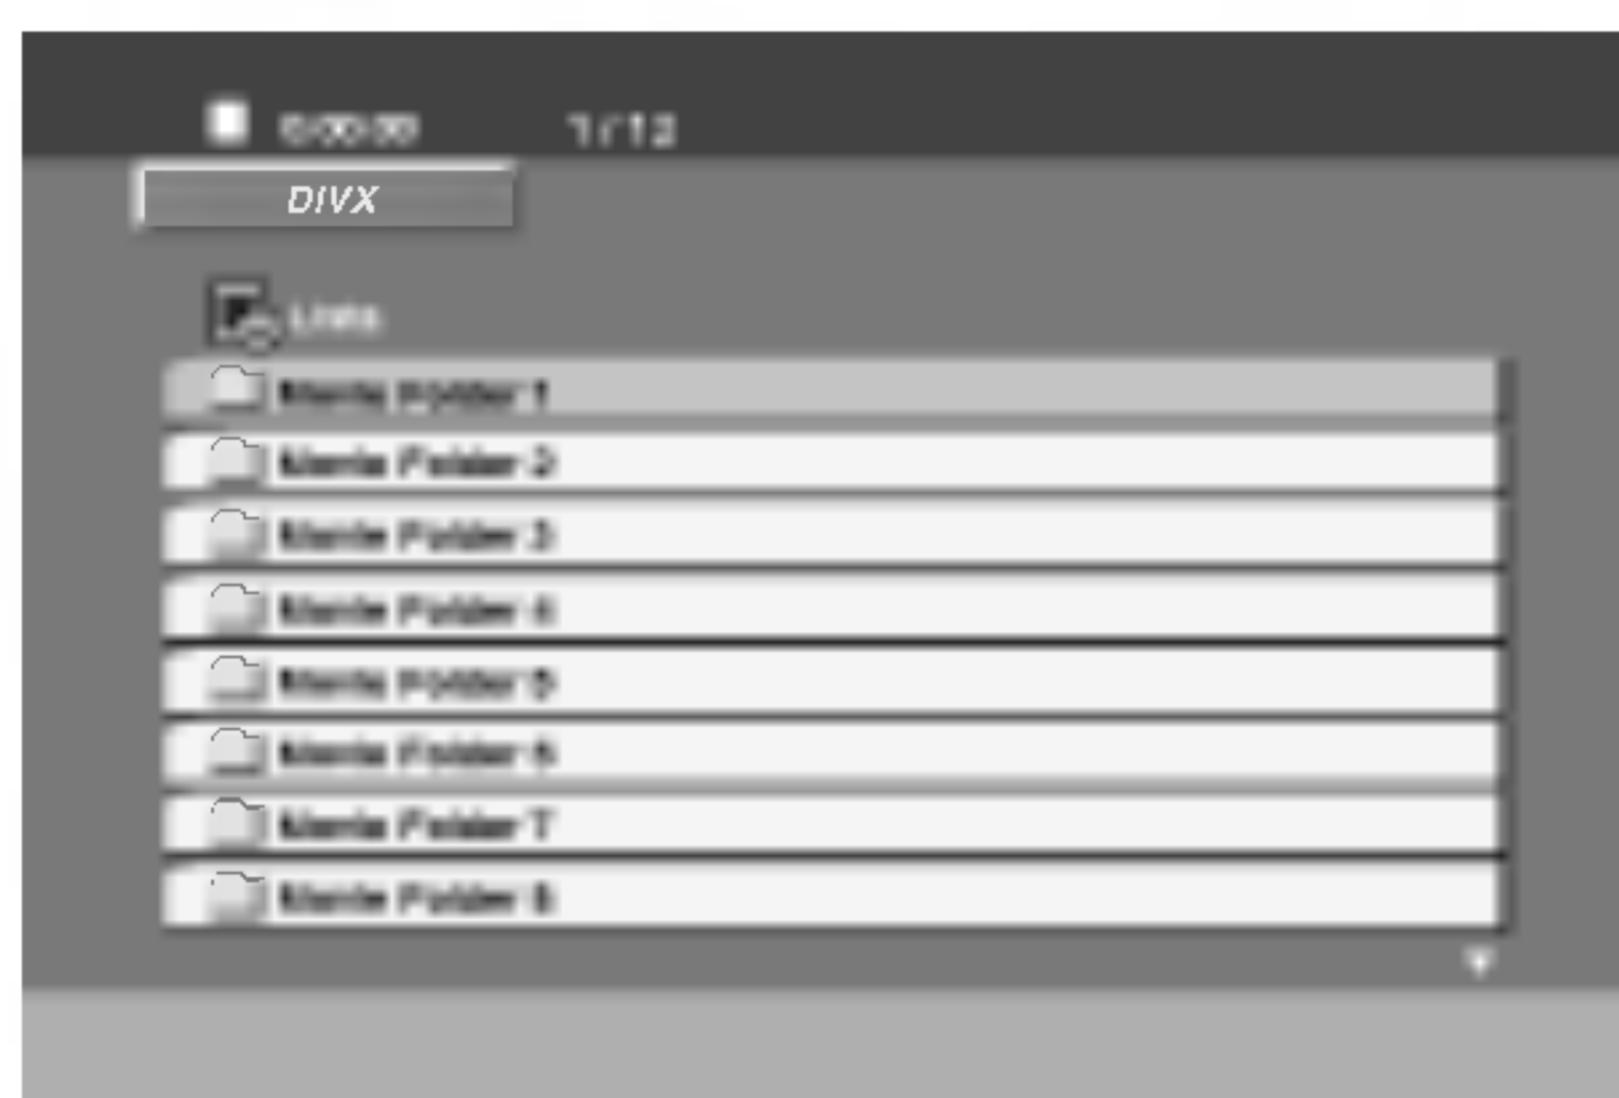 0:00:00 1 / 12
DIVX
Lists
Movie Folder 1
Movie Folder 2
Movie Folder 3
Movie Folder 4
Movie Folder 5
Movie Folder 6
Movie Folder 7
Movie Folder 8